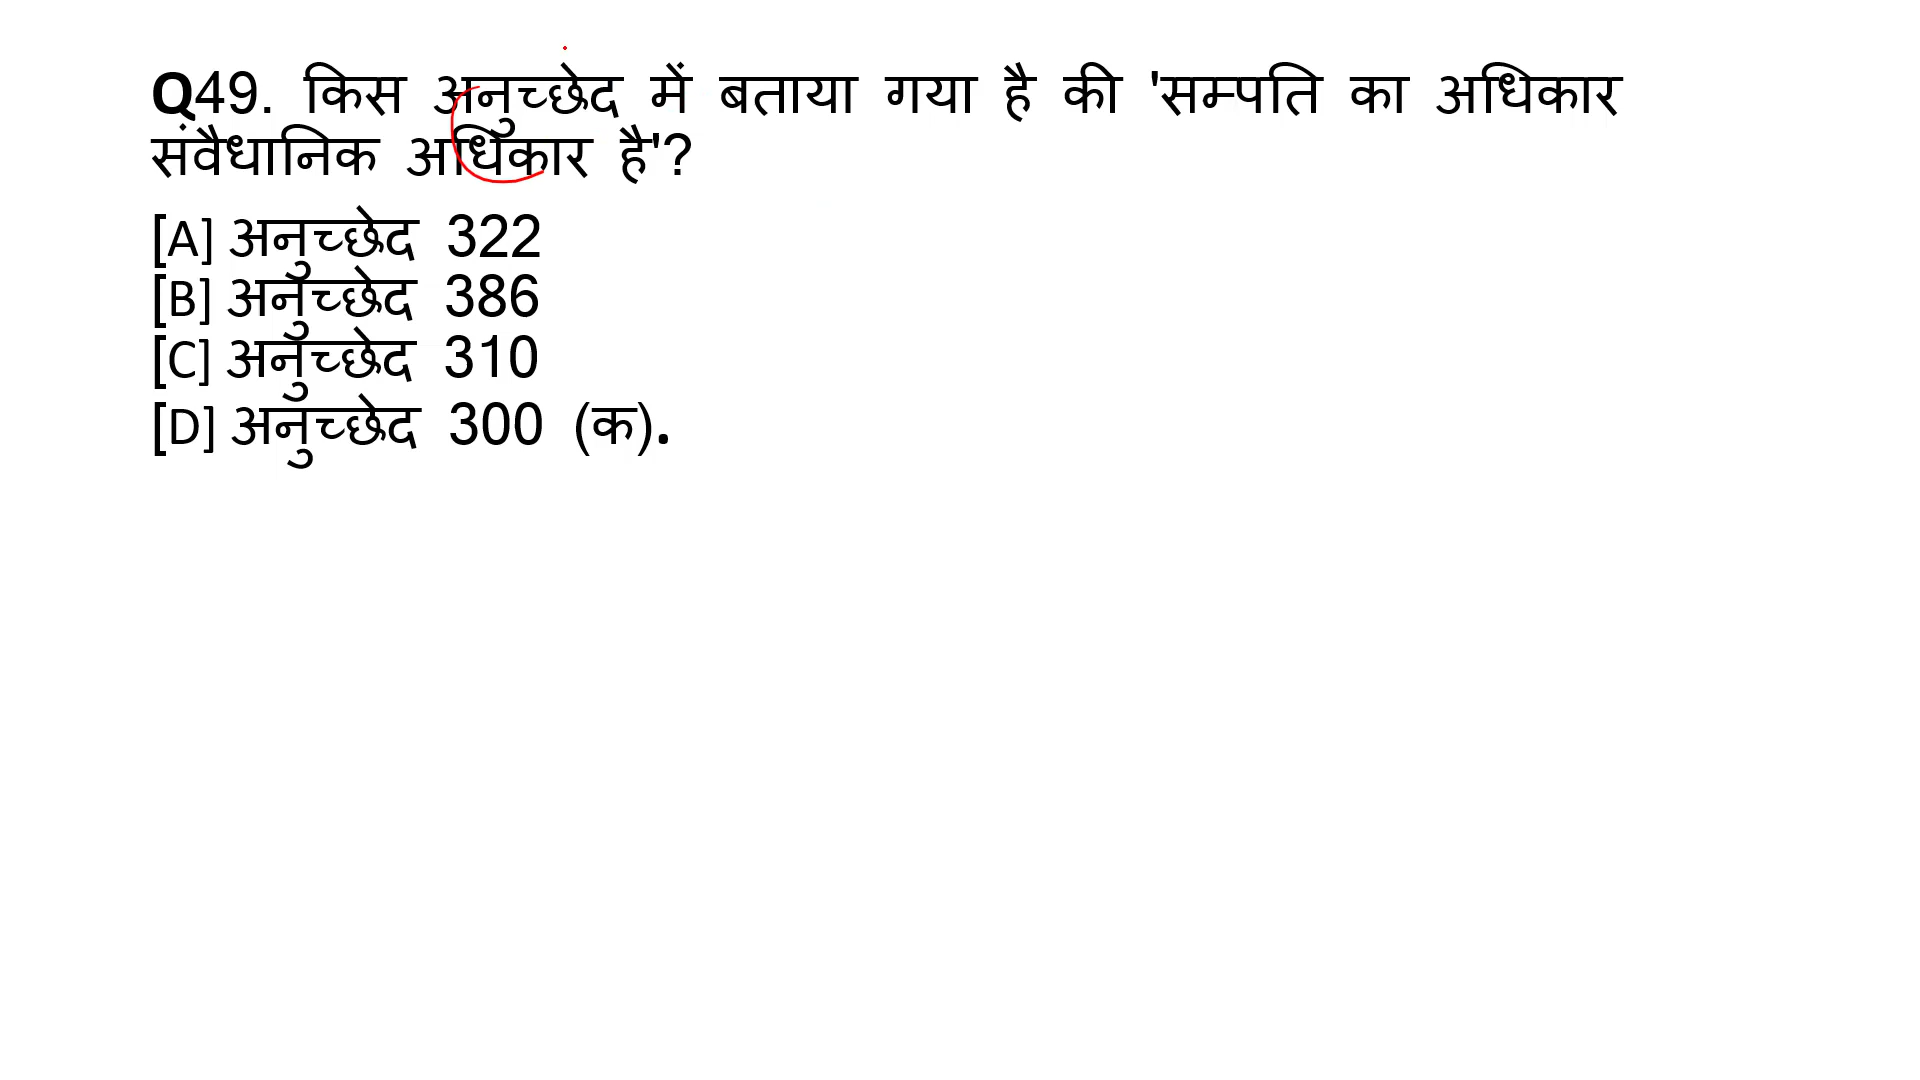 Q49. किस अनुच्छेद में बताया गया है की 'सम्पति का अधिकार
संवैधानिक अधिकार है'?
[A] अनुच्छेद 322
[B] अनुच्छेद 386
[C] अनुच्छेद 310
[D] अनुच्छेद 300 (क).